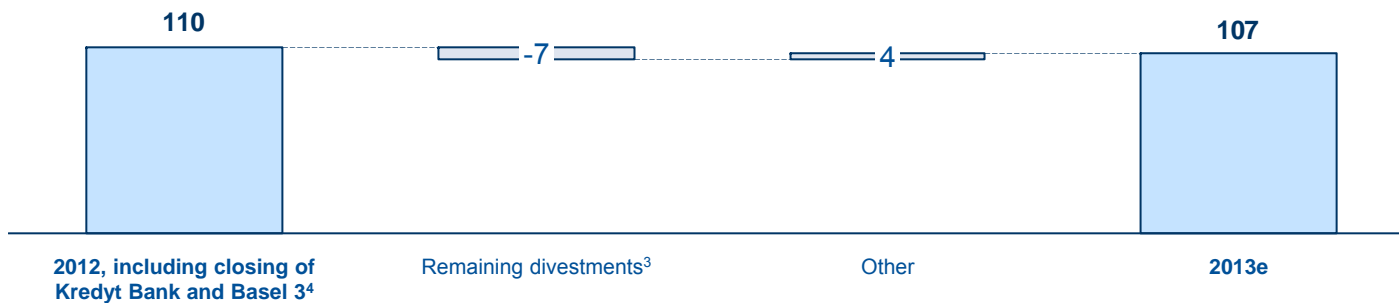 110
-7
4
107
2012, including closing of
Kredyt Bank and Basel 3⁴
Remaining divestments³
Other
2013e